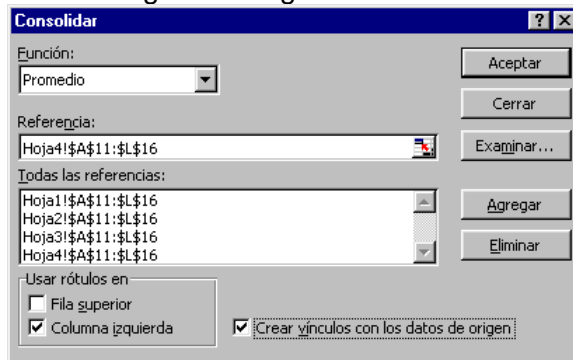 Consolidar
Función:
Promedio
Aceptar
Cerrar
Referencia:
Hoja4!$A$11:$L$16
Examinar...
Todas las referencias:
Hoja1!$A$11:$L$16
Hoja2!$A$11:$L$16
Hoja3!$A$11:$L$16
Hoja4!$A$11:$L$16
Agregar
Eliminar
Usar rótulos en
Fila superior
Columna izquierda
Crear vínculos con los datos de origen